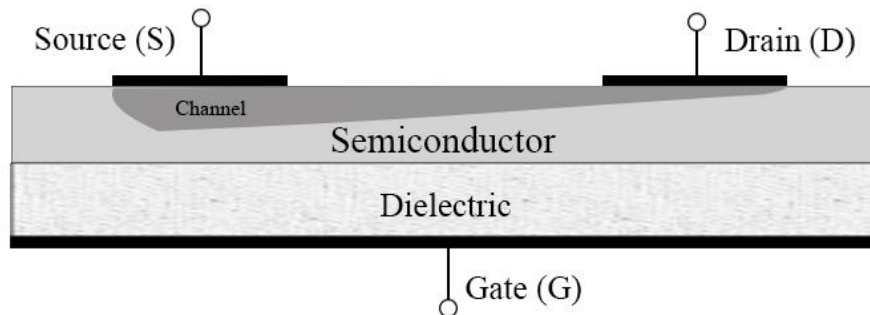 Source (S)
Drain (D)
Channel
Semiconductor
Dielectric
Gate (G)